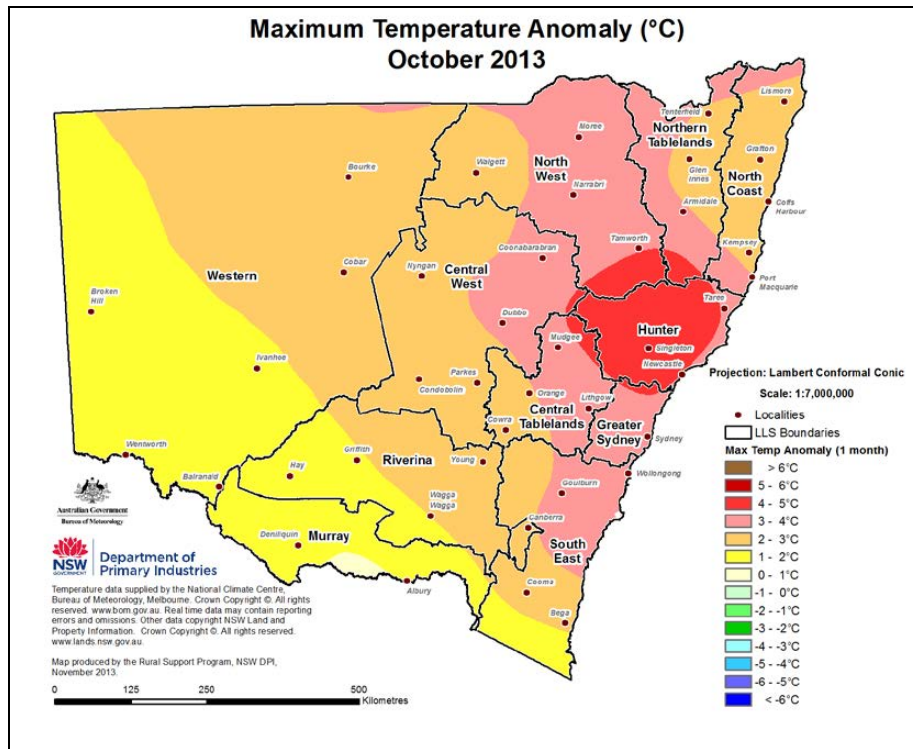 Maximum Temperature Anomaly (°C)
October 2013
Lismore
Tenterfield
Northern
Tablelands
Moree
North
West
Walgett
Grafton
Glen
Innes
North
Coast
Bourke
Narrabri
Armidale
Coffs
Harbour
Coonabarabran
Tamworth
Kempsey
Western
Cobar
Nyngan
Central
West
Port
Macquarie
Broken
Hill
Taree
Dubbo
Hunter
Mudgee
Singleton
Newcastle
Ivanhoe
Parkes
Condobolin
Orange
Lithgow
Central
Tablelands
Greater
Sydney
Cowra
Sydney
Wentworth
Griffith
Riverina
Young
Hay
Balranald
Goulburn
Wollongong
Wagga
Wagga
Canberra
Deniliquin
Murray
South
East
Albury
Cooma
Bega
Projection: Lambert Conformal Conic
Scale: 1:7,000,000
Localities
LLS Boundaries
Max Temp Anomaly (1 month)
> 6°C
5 - 6°C
4 - 5°C
3 - 4°C
2 - 3°C
1 - 2°C
0 - 1°C
-1 - 0°C
-2 - -1°C
-3 - -2°C
-4 - -3°C
-5 - -4°C
-6 - -5°C
< -6°C
Australian Government
Bureau of Meteorology
NSW
GOVERNMENT
Department of
Primary Industries
Temperature data supplied by the National Climate Centre,
Bureau of Meteorology, Melbourne. Crown Copyright ©. All rights
reserved. www.bom.gov.au. Real time data may contain reporting
errors and omissions. Other data copyright NSW Land and
Property Information. Crown Copyright ©. All rights reserved.
www.lands.nsw.gov.au.
Map produced by the Rural Support Program, NSW DPI,
November 2013.
0 125 250 500
Kilometres